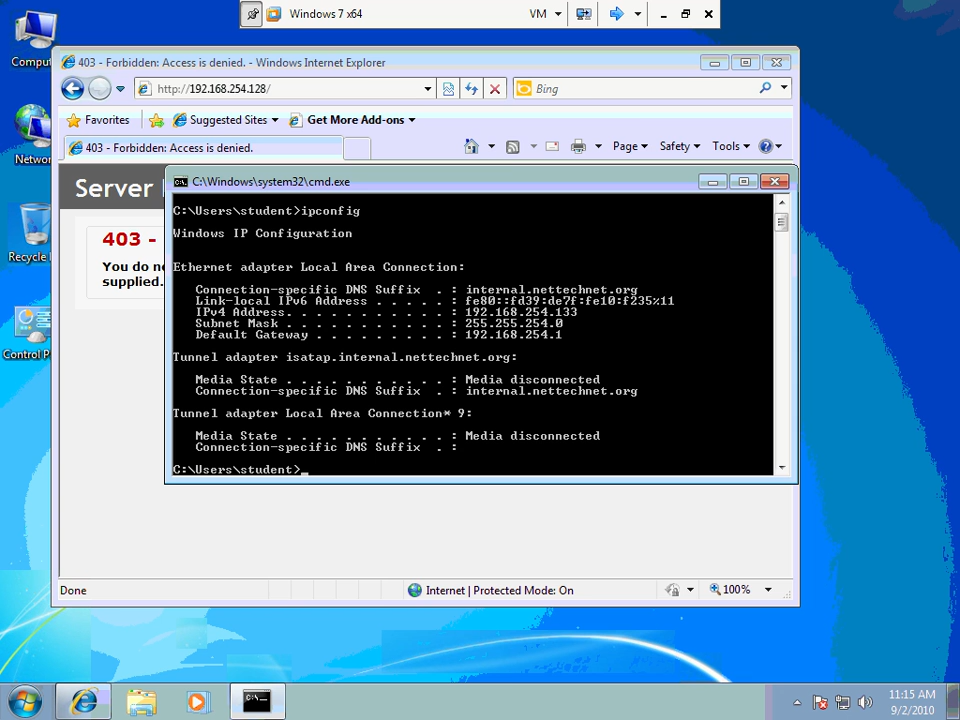 Windows 7 x64
VM
Comput
403 - Forbidden: Access is denied. - Windows Internet Explorer
http://192.168.254.128/
Bing
Favorites
Suggested Sites
Get More Add-ons
403 - Forbidden: Access is denied.
Page
Safety
Tools
Networ
Server
403 -
You do no
supplied.
Recycle
Control P
C:\Windows\system32\cmd.exe
C:\Users\student>ipconfig
Windows IP Configuration
Ethernet adapter Local Area Connection:
Connection-specific DNS Suffix . : internal.nettechnet.org
Link-local IPv6 Address . . . . . : fe80::fd39:de7f:fe10:f235%11
IPv4 Address. . . . . . . . . . . : 192.168.254.133
Subnet Mask . . . . . . . . . . . : 255.255.254.0
Default Gateway . . . . . . . . . : 192.168.254.1
Tunnel adapter isatap.internal.nettechnet.org:
Media State . . . . . . . . . . . : Media disconnected
Connection-specific DNS Suffix . : internal.nettechnet.org
Tunnel adapter Local Area Connection* 9:
Media State . . . . . . . . . . . : Media disconnected
Connection-specific DNS Suffix . :
C:\Users\student>_
Done
Internet | Protected Mode: On
100%
11:15 AM
9/2/2010